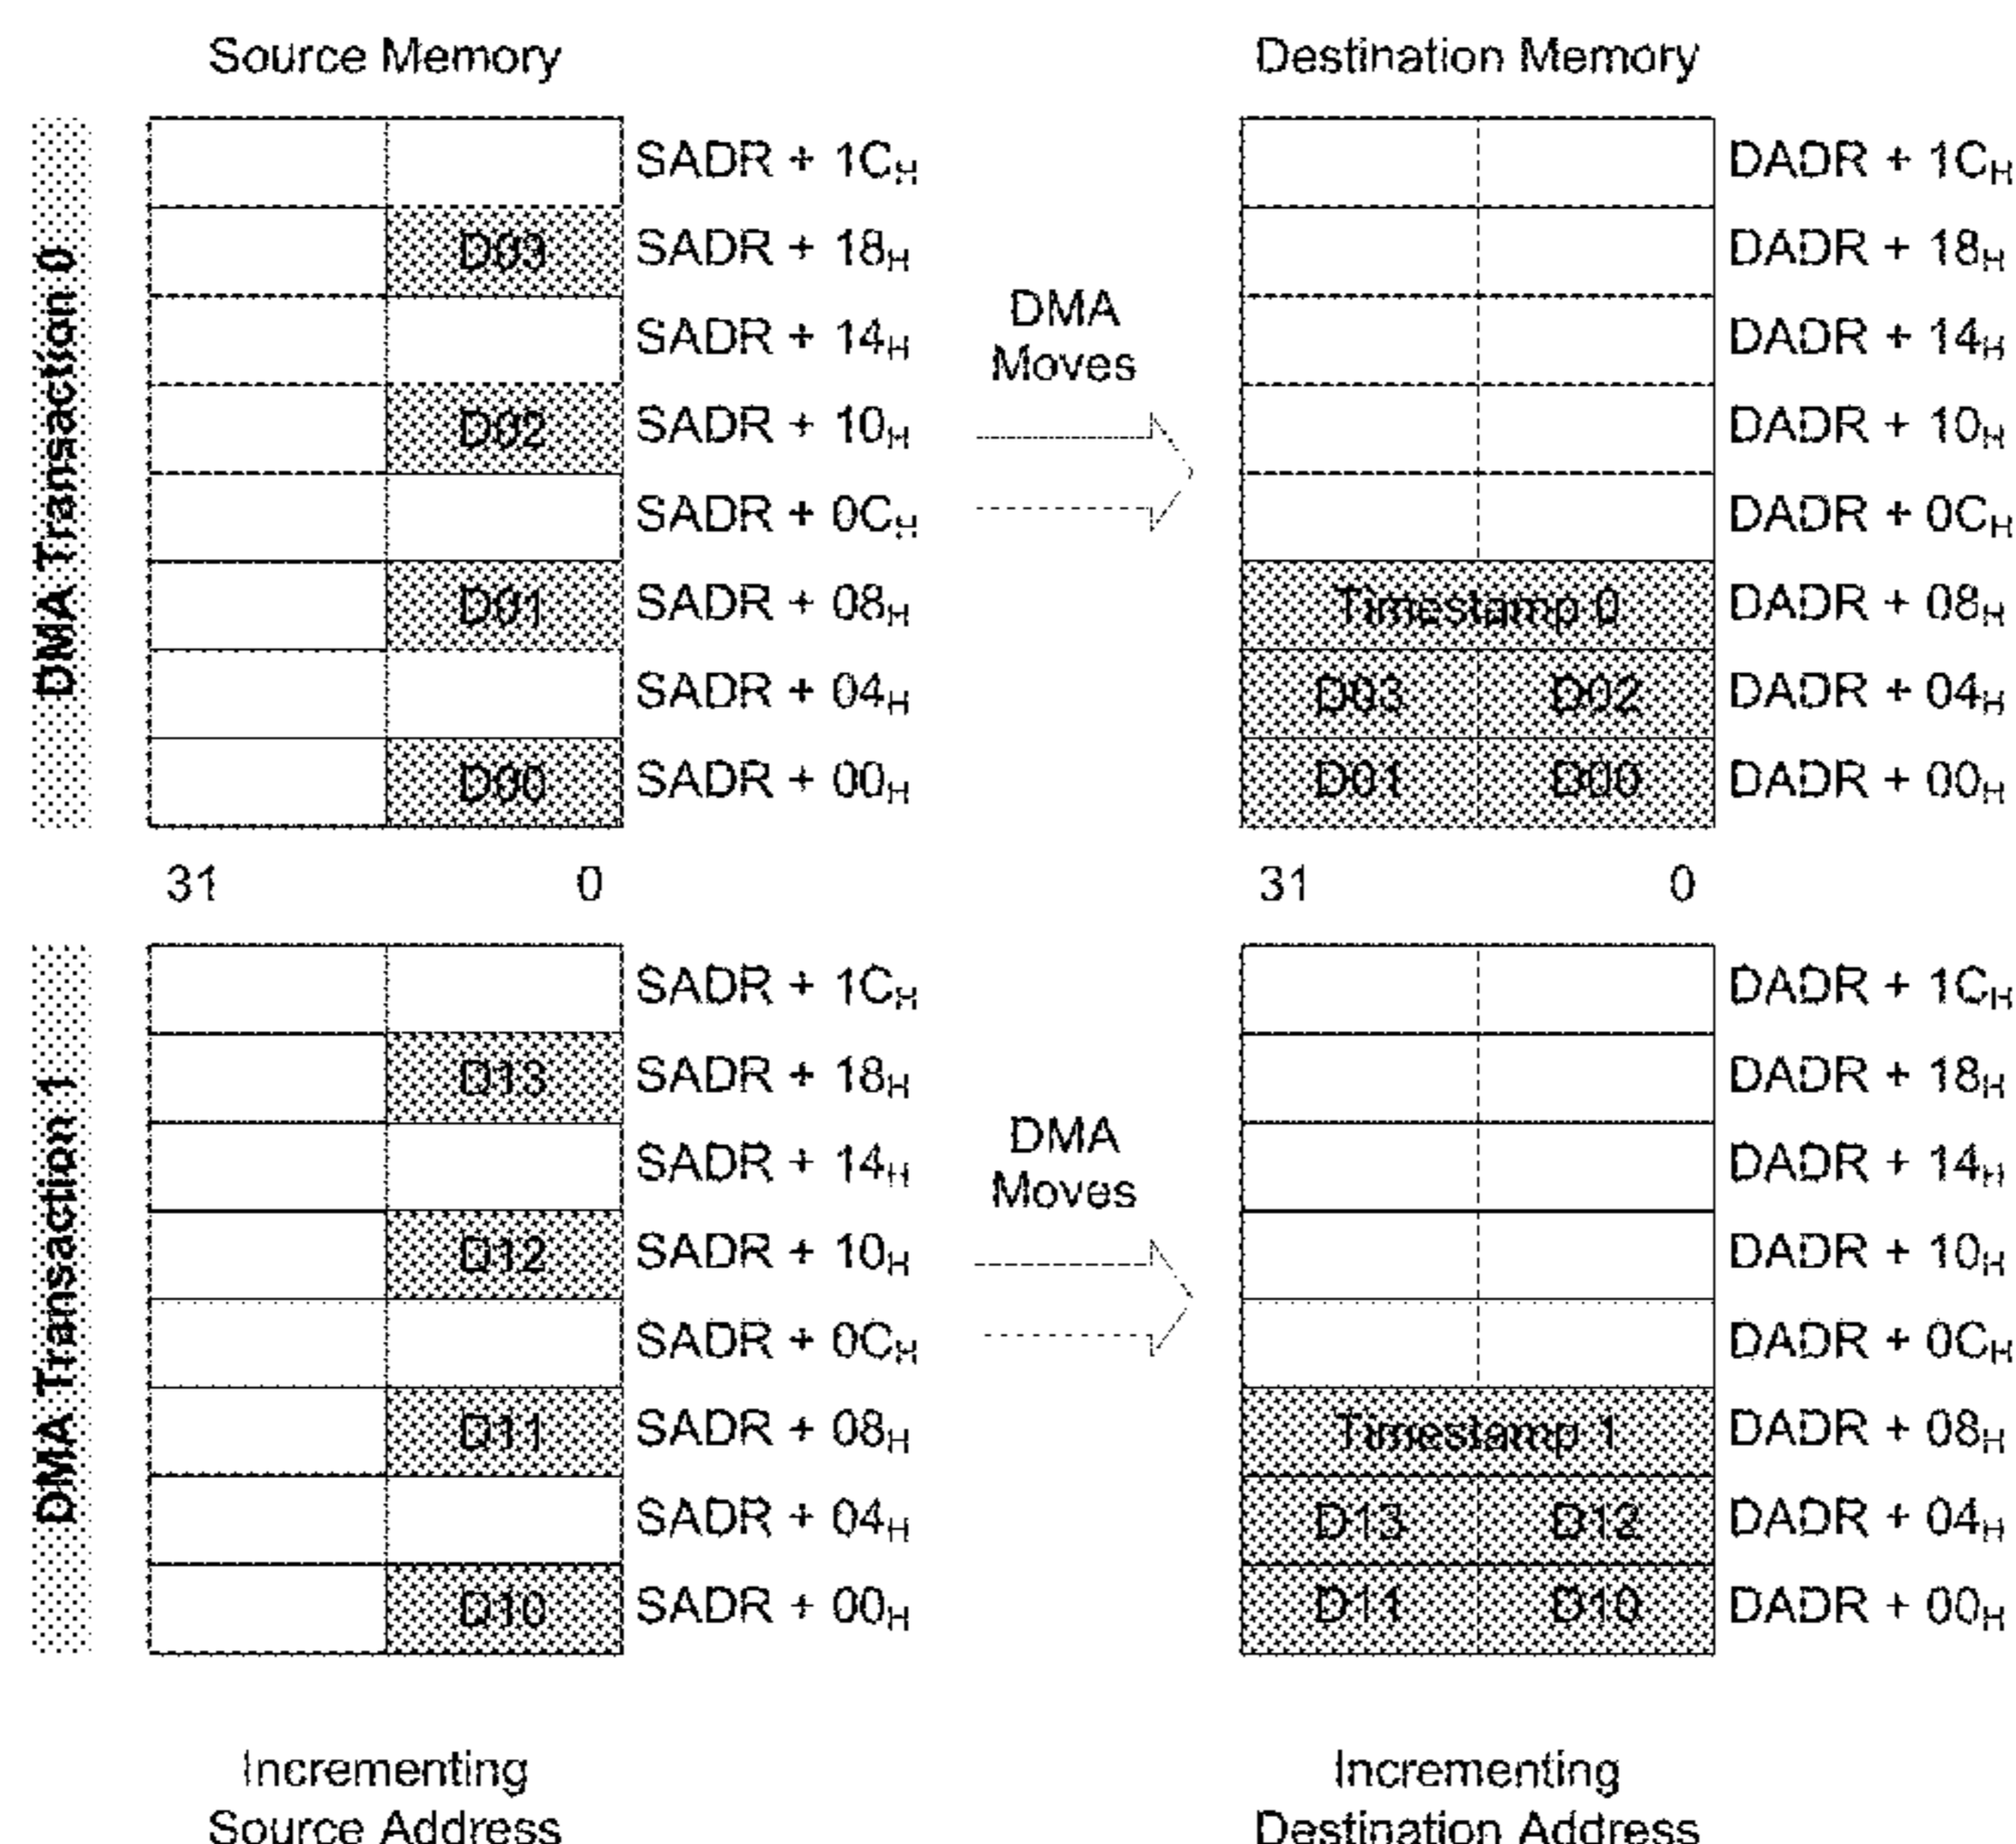 Source Memory Destination Memory
DMA Transaction 0
SADR + 1CH DADR + 1CH
D03 SADR + 18H DADR + 18H
SADR + 14H DADR + 14H
DMA
Moves
D02 SADR + 10H DADR + 10H
SADR + 0CH DADR + 0CH
D01 SADR + 08H Timestamp 0 DADR + 08H
SADR + 04H D03 D02 DADR + 04H
D00 SADR + 00H D01 D00 DADR + 00H
31 0 31 0
DMA Transaction 1
SADR + 1CH DADR + 1CH
D13 SADR + 18H DADR + 18H
SADR + 14H DADR + 14H
DMA
Moves
D12 SADR + 10H DADR + 10H
SADR + 0CH DADR + 0CH
D11 SADR + 08H Timestamp 1 DADR + 08H
SADR + 04H D13 D12 DADR + 04H
D10 SADR + 00H D11 D10 DADR + 00H
Incrementing Incrementing
Source Address Destination Address